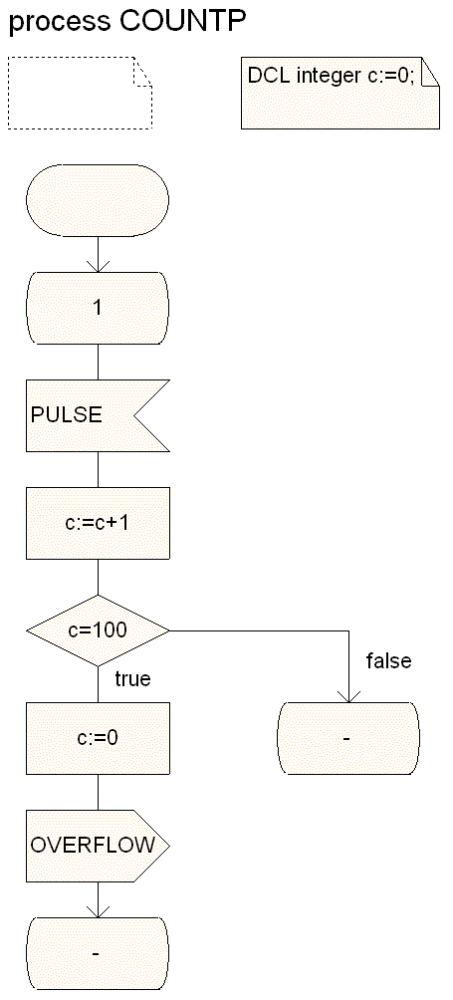 process COUNTP
DCL integer c:=0;
1
PULSE
c:=c+1
c=100
false
true
c:=0
-
OVERFLOW
-